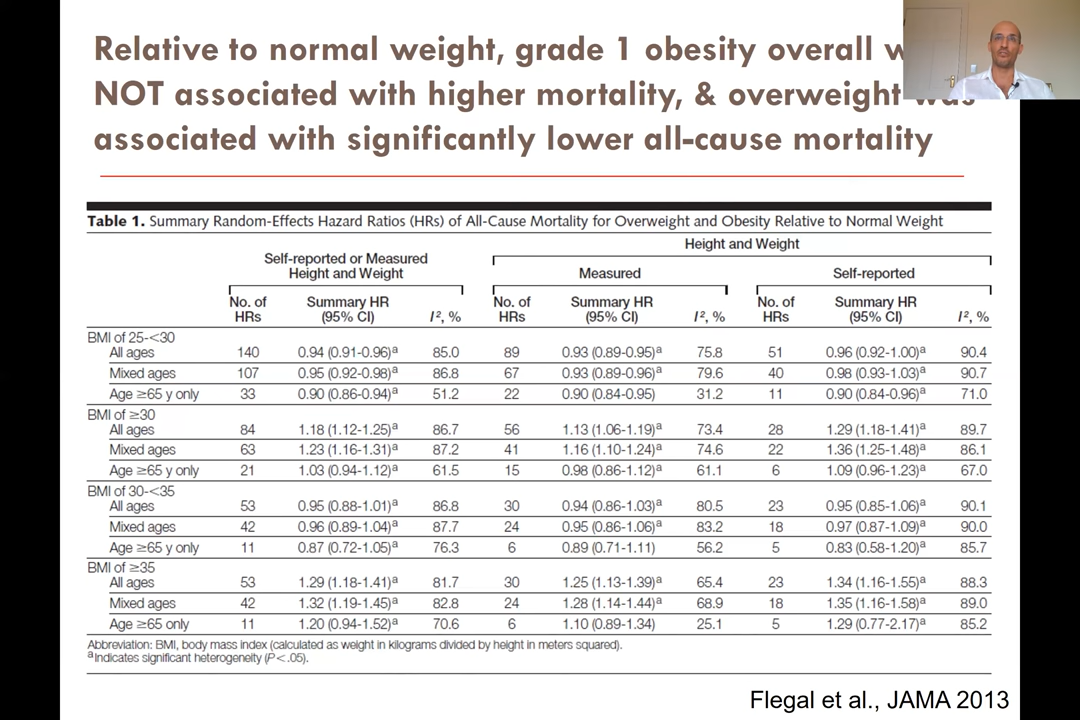 Relative to normal weight, grade 1 obesity overall
NOT associated with higher mortality, & overweight was
associated with significantly lower all-cause mortality
Table 1. Summary Random-Effects Hazard Ratios (HRs) of All-Cause Mortality for Overweight and Obesity Relative to Normal Weight
Height and Weight
Self-reported or Measured
Height and Weight
Measured
Self-reported
No. of HRs Summary HR (95% CI) I², % No. of HRs Summary HR (95% CI) I², % No. of HRs Summary HR (95% CI) I², %
BMI of 25-<30
All ages 140 0.94 (0.91-0.96)a 85.0 89 0.93 (0.89-0.95)a 75.8 51 0.96 (0.92-1.00)a 90.4
Mixed ages 107 0.95 (0.92-0.98)a 86.8 67 0.93 (0.89-0.96)a 79.6 40 0.98 (0.93-1.03)a 90.7
Age ≥65 y only 33 0.90 (0.86-0.94)a 51.2 22 0.90 (0.84-0.95) 31.2 11 0.90 (0.84-0.96)a 71.0
BMI of ≥30
All ages 84 1.18 (1.12-1.25)a 86.7 56 1.13 (1.06-1.19)a 73.4 28 1.29 (1.18-1.41)a 89.7
Mixed ages 63 1.23 (1.16-1.31)a 87.2 41 1.16 (1.10-1.24)a 74.6 22 1.36 (1.25-1.48)a 86.1
Age ≥65 y only 21 1.03 (0.94-1.12)a 61.5 15 0.98 (0.86-1.12)a 61.1 6 1.09 (0.96-1.23)a 67.0
BMI of 30-<35
All ages 53 0.95 (0.88-1.01)a 86.8 30 0.94 (0.86-1.03)a 80.5 23 0.95 (0.85-1.06)a 90.1
Mixed ages 42 0.96 (0.89-1.04)a 87.7 24 0.95 (0.86-1.06)a 83.2 18 0.97 (0.87-1.09)a 90.0
Age ≥65 y only 11 0.87 (0.72-1.05)a 76.3 6 0.89 (0.71-1.11) 56.2 5 0.83 (0.58-1.20)a 85.7
BMI of ≥35
All ages 53 1.29 (1.18-1.41)a 81.7 30 1.25 (1.13-1.39)a 65.4 23 1.34 (1.16-1.55)a 88.3
Mixed ages 42 1.32 (1.19-1.45)a 82.8 24 1.28 (1.14-1.44)a 68.9 18 1.35 (1.16-1.58)a 89.0
Age ≥65 y only 11 1.20 (0.94-1.52)a 70.6 6 1.10 (0.89-1.34) 25.1 5 1.29 (0.77-2.17)a 85.2
Abbreviation: BMI, body mass index (calculated as weight in kilograms divided by height in meters squared).
aIndicates significant heterogeneity (P<.05).
Flegal et al., JAMA 2013